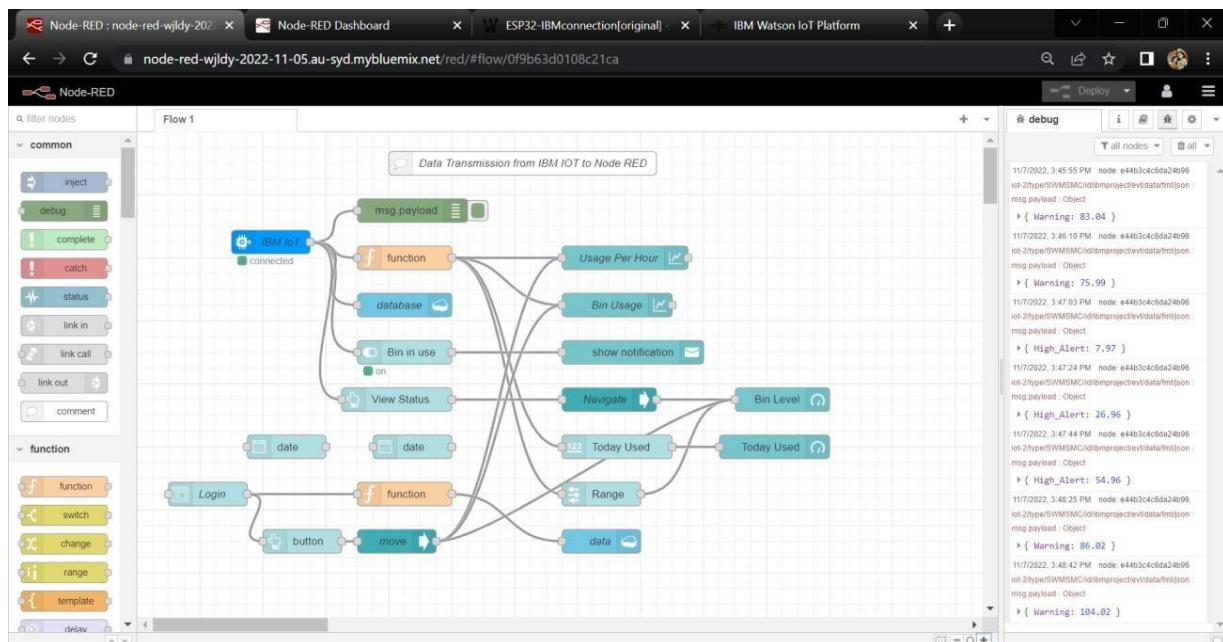 Node-RED : node-red-wjldy-202
Node-RED Dashboard
ESP32-IBMconnection[original] -
IBM Watson IoT Platform
node-red-wjldy-2022-11-05.au-syd.mybluemix.net/red/#flow/0f9b63d0108c21ca
Node-RED
Deploy
filter nodes
common
inject
debug
complete
catch
status
link in
link call
link out
comment
function
function
switch
change
range
template
delay
Flow 1
Data Transmission from IBM IOT to Node RED
msg.payload
IBM IoT
connected
function
Usage Per Hour
database
Bin Usage
Bin in use
on
show notification
View Status
Navigate
Bin Level
date
date
Today Used
Today Used
Login
function
Range
button
move
data
debug
all nodes
all
11/7/2022, 3:45:55 PM node: e44b3c4c6da24b96
iot-2/type/SWMSMC/id/ibmproject/evt/data/fmt/json :
msg.payload : Object
{ Warning: 83.04 }
11/7/2022, 3:46:10 PM node: e44b3c4c6da24b96
iot-2/type/SWMSMC/id/ibmproject/evt/data/fmt/json :
msg.payload : Object
{ Warning: 75.99 }
11/7/2022, 3:47:03 PM node: e44b3c4c6da24b96
iot-2/type/SWMSMC/id/ibmproject/evt/data/fmt/json :
msg.payload : Object
{ High_Alert: 7.97 }
11/7/2022, 3:47:24 PM node: e44b3c4c6da24b96
iot-2/type/SWMSMC/id/ibmproject/evt/data/fmt/json :
msg.payload : Object
{ High_Alert: 26.96 }
11/7/2022, 3:47:44 PM node: e44b3c4c6da24b96
iot-2/type/SWMSMC/id/ibmproject/evt/data/fmt/json :
msg.payload : Object
{ High_Alert: 54.96 }
11/7/2022, 3:48:25 PM node: e44b3c4c6da24b96
iot-2/type/SWMSMC/id/ibmproject/evt/data/fmt/json :
msg.payload : Object
{ Warning: 86.02 }
11/7/2022, 3:48:42 PM node: e44b3c4c6da24b96
iot-2/type/SWMSMC/id/ibmproject/evt/data/fmt/json :
msg.payload : Object
{ Warning: 104.02 }